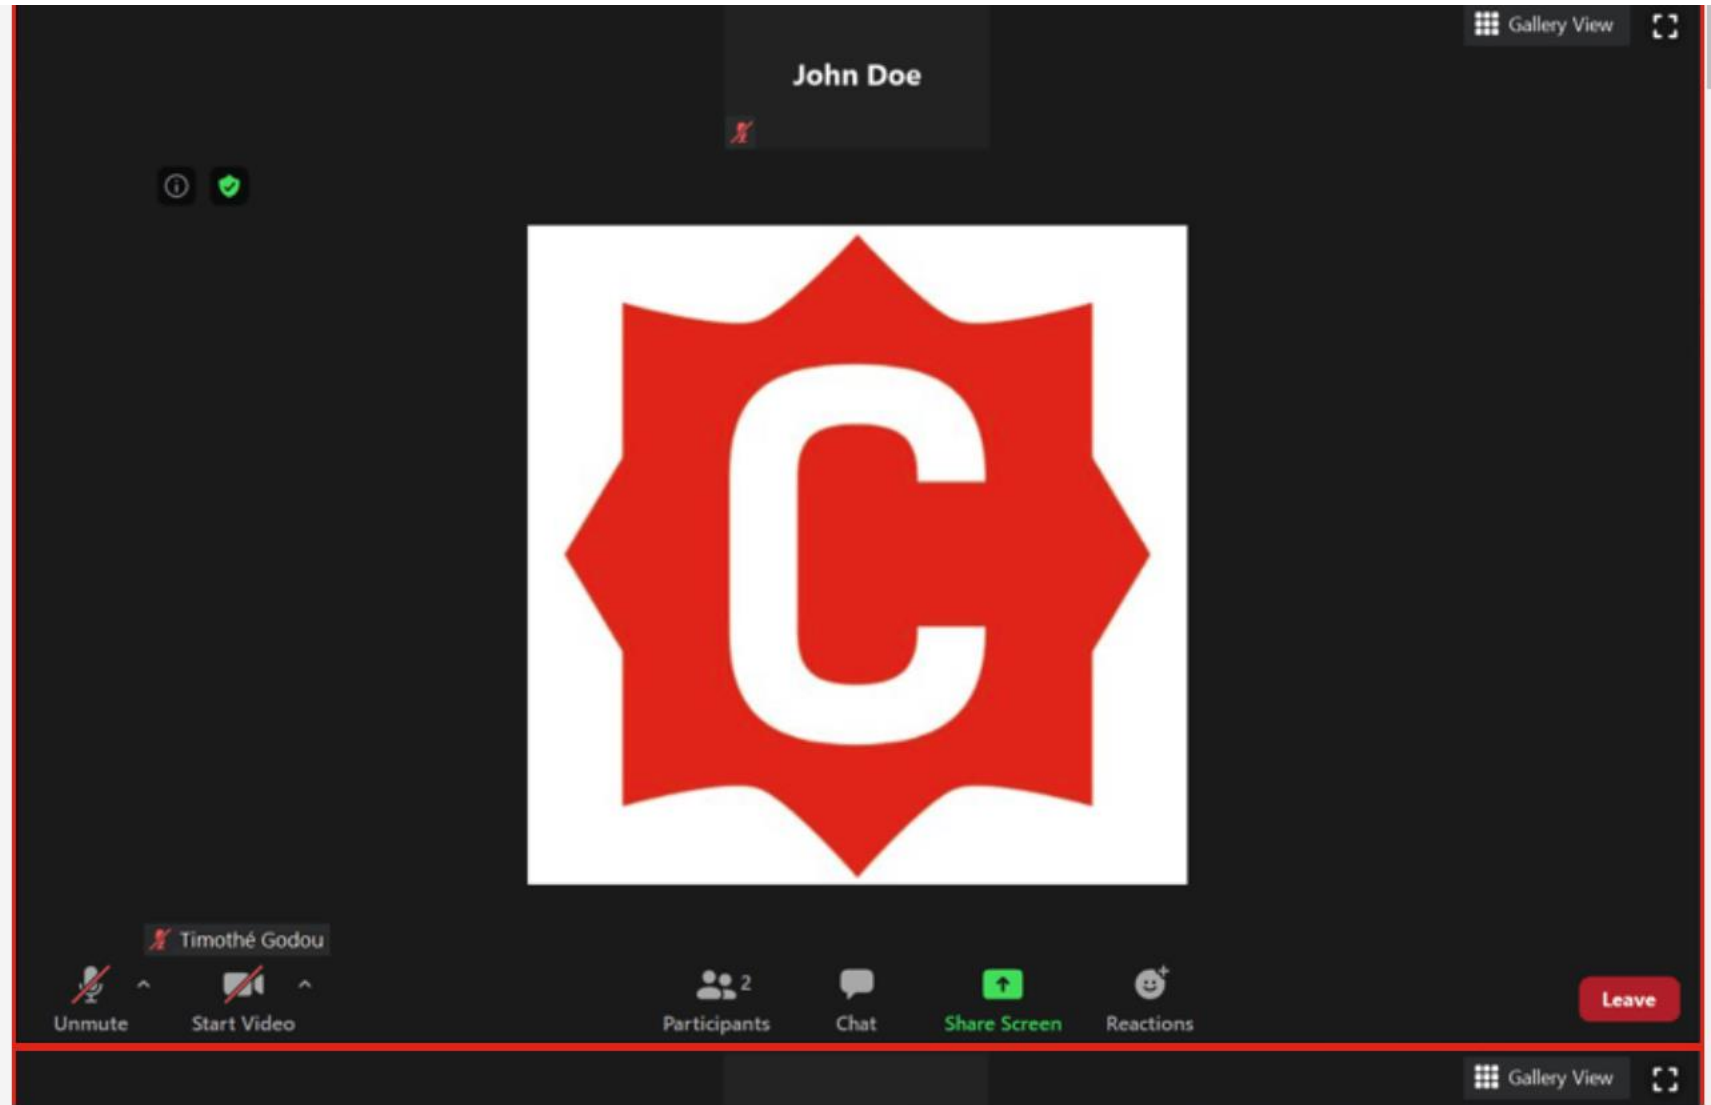 Gallery View
John Doe
C
Timothé Godou
2
Unmute
Start Video
Participants
Chat
Share Screen
Reactions
Leave
Gallery View